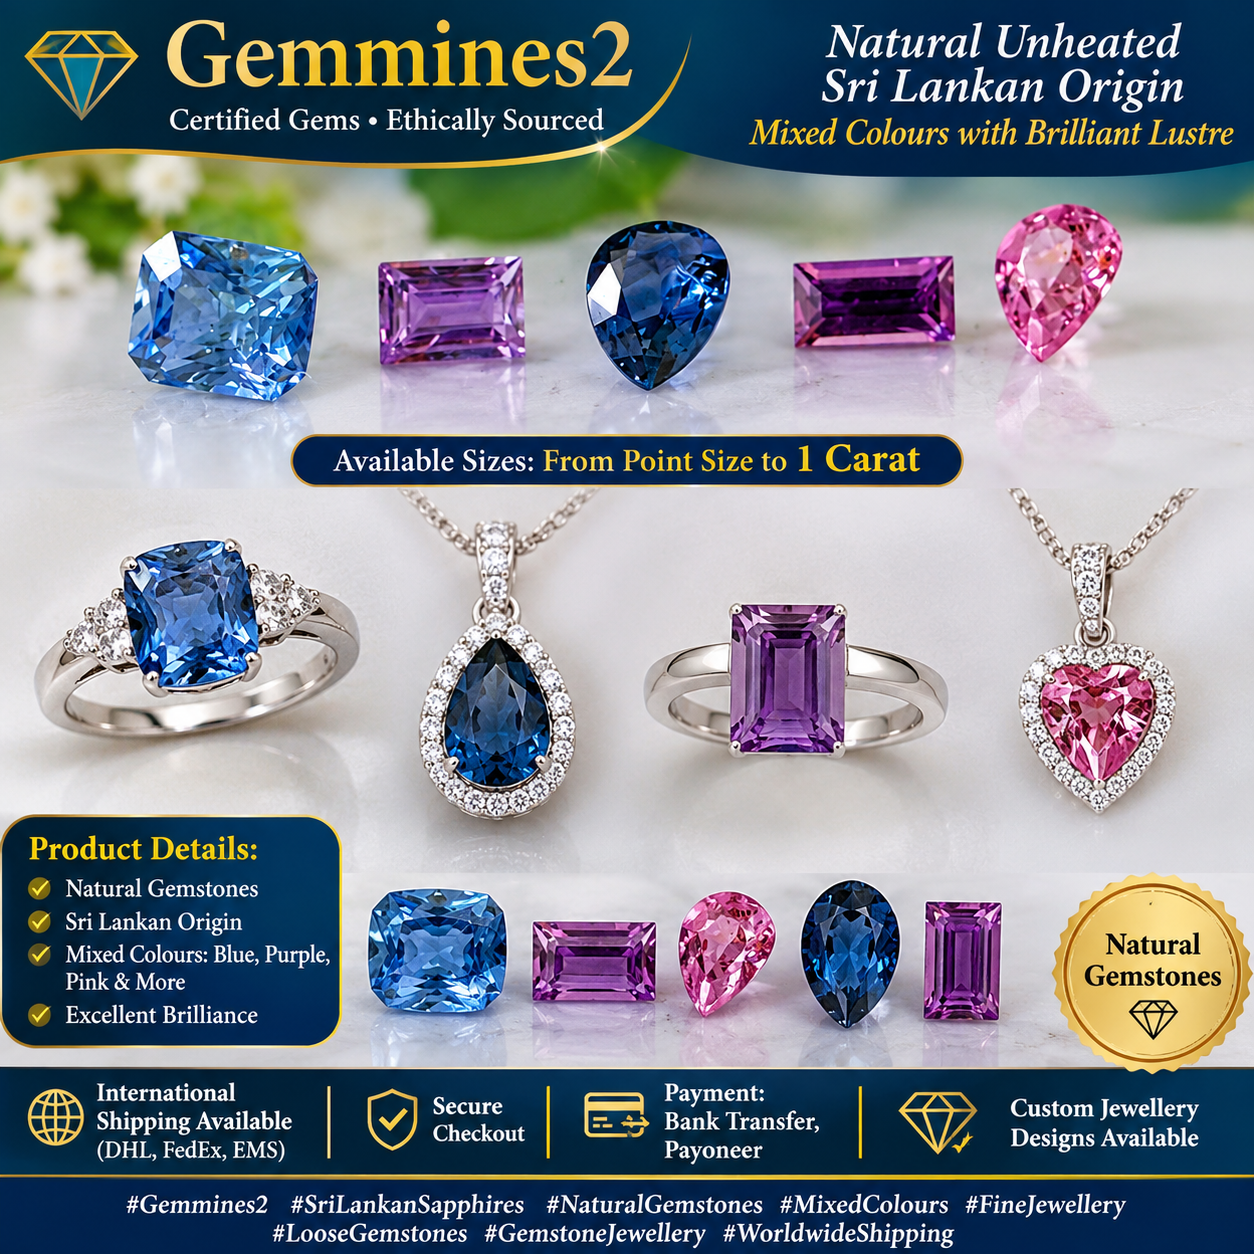 Gemmines2
Certified Gems • Ethically Sourced
Natural Unheated
Sri Lankan Origin
Mixed Colours with Brilliant Lustre
Available Sizes: From Point Size to 1 Carat
Product Details:
Natural Gemstones
Sri Lankan Origin
Mixed Colours: Blue, Purple,
Pink & More
Excellent Brilliance
Natural
Gemstones
International
Shipping Available
(DHL, FedEx, EMS)
Secure
Checkout
Payment:
Bank Transfer,
Payoneer
Custom Jewellery
Designs Available
#Gemmines2 #SriLankanSapphires #NaturalGemstones #MixedColours #FineJewellery
#LooseGemstones #GemstoneJewellery #WorldwideShipping